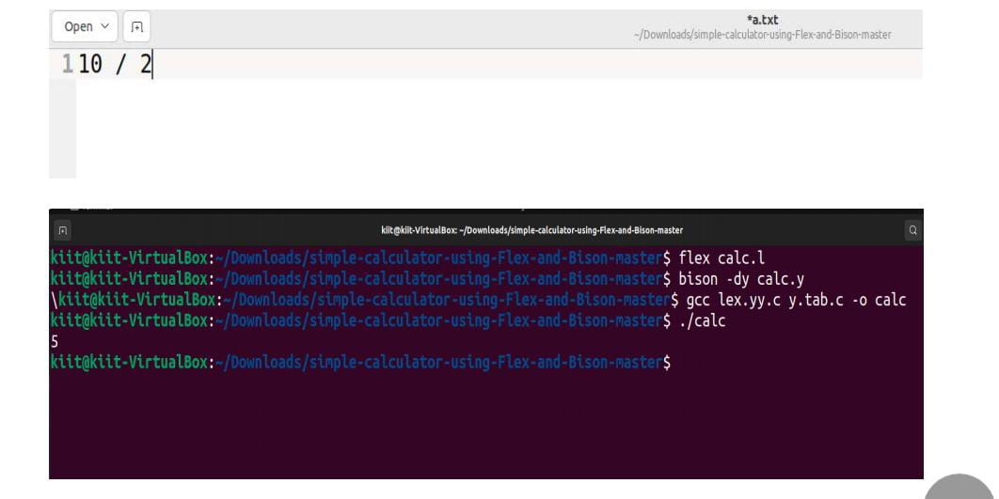 Open
*a.txt
~/Downloads/simple-calculator-using-Flex-and-Bison-master
1 10 / 2
kiit@kiit-VirtualBox: ~/Downloads/simple-calculator-using-Flex-and-Bison-master
kiit@kiit-VirtualBox:~/Downloads/simple-calculator-using-Flex-and-Bison-master$ flex calc.l
kiit@kiit-VirtualBox:~/Downloads/simple-calculator-using-Flex-and-Bison-master$ bison -dy calc.y
\kiit@kiit-VirtualBox:~/Downloads/simple-calculator-using-Flex-and-Bison-master$ gcc lex.yy.c y.tab.c -o calc
kiit@kiit-VirtualBox:~/Downloads/simple-calculator-using-Flex-and-Bison-master$ ./calc
5
kiit@kiit-VirtualBox:~/Downloads/simple-calculator-using-Flex-and-Bison-master$